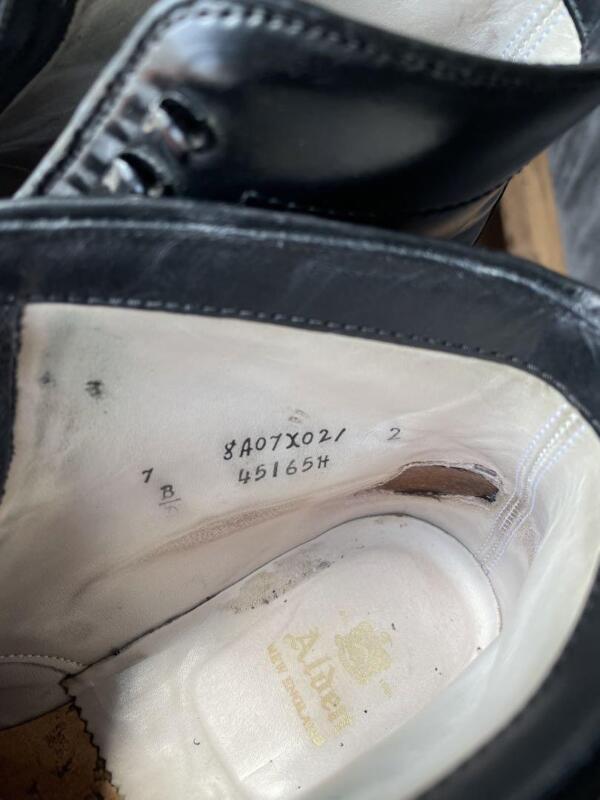 8A07X021 2
45165H
7
B
Alden
NEW ENGLAND